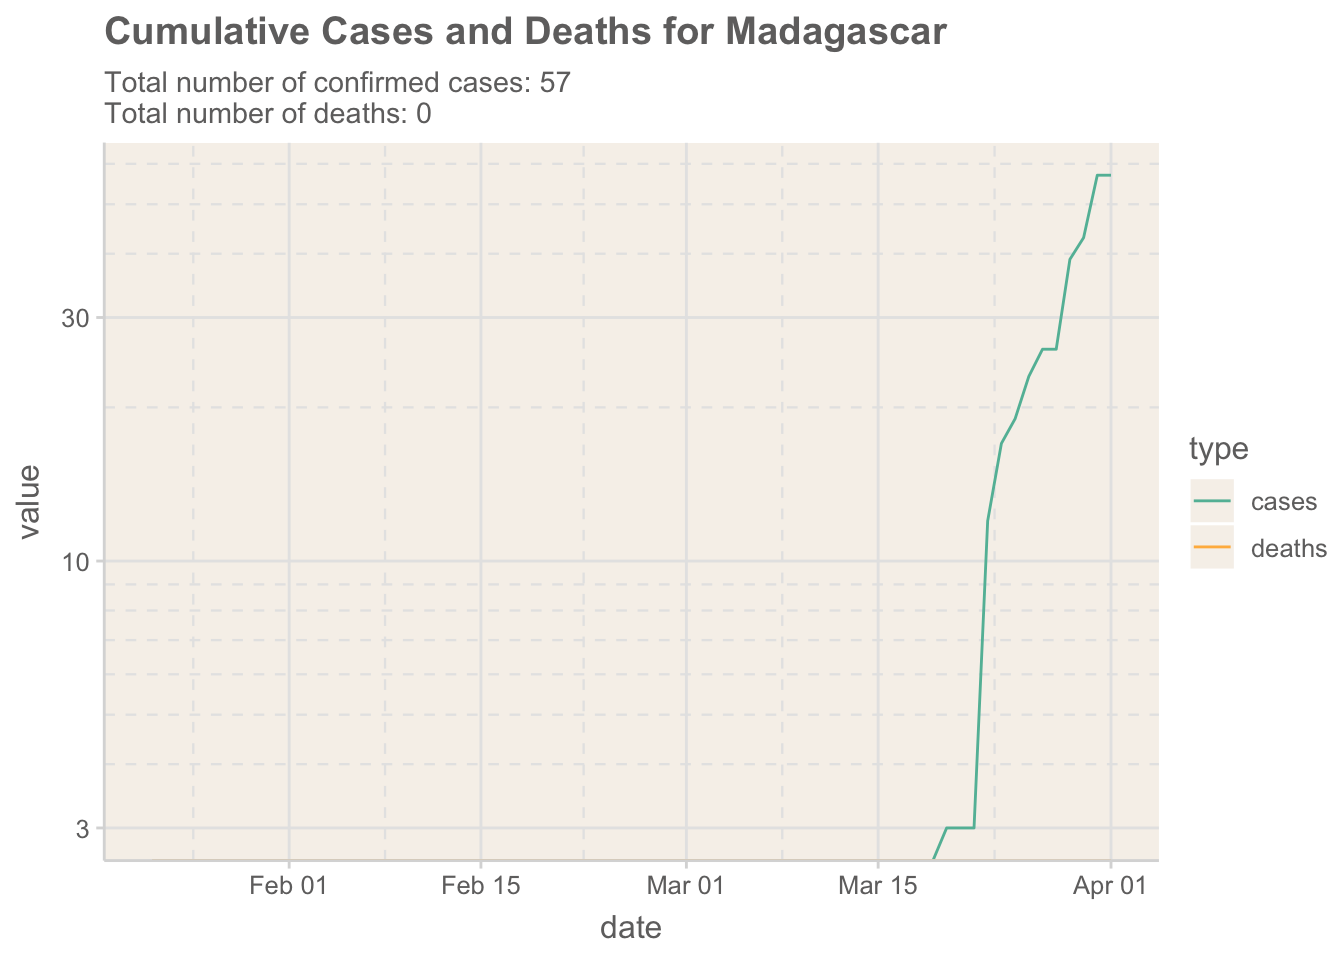 Cumulative Cases and Deaths for Madagascar
Total number of confirmed cases: 57
Total number of deaths: 0
30
10
3
value
Feb 01
Feb 15
Mar 01
Mar 15
Apr 01
date
type
cases
deaths